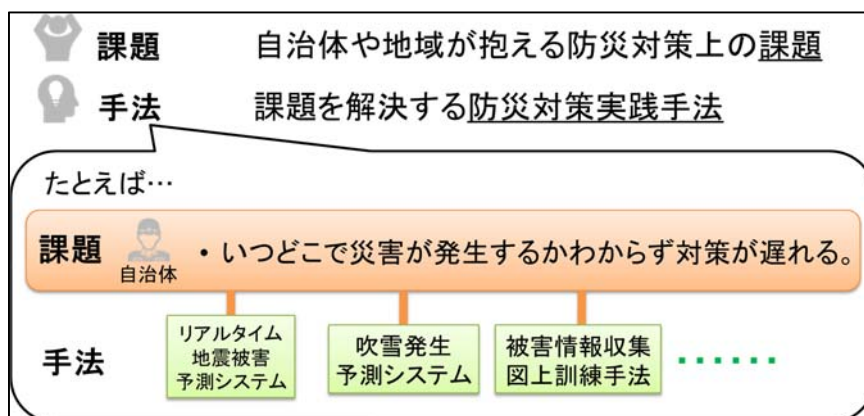 課題 自治体や地域が抱える防災対策上の課題
手法 課題を解決する防災対策実践手法
たとえば…
課題 自治体 ・いつどこで災害が発生するかわからず対策が遅れる。
手法
リアルタイム
地震被害
予測システム
吹雪発生
予測システム
被害情報収集
図上訓練手法
……